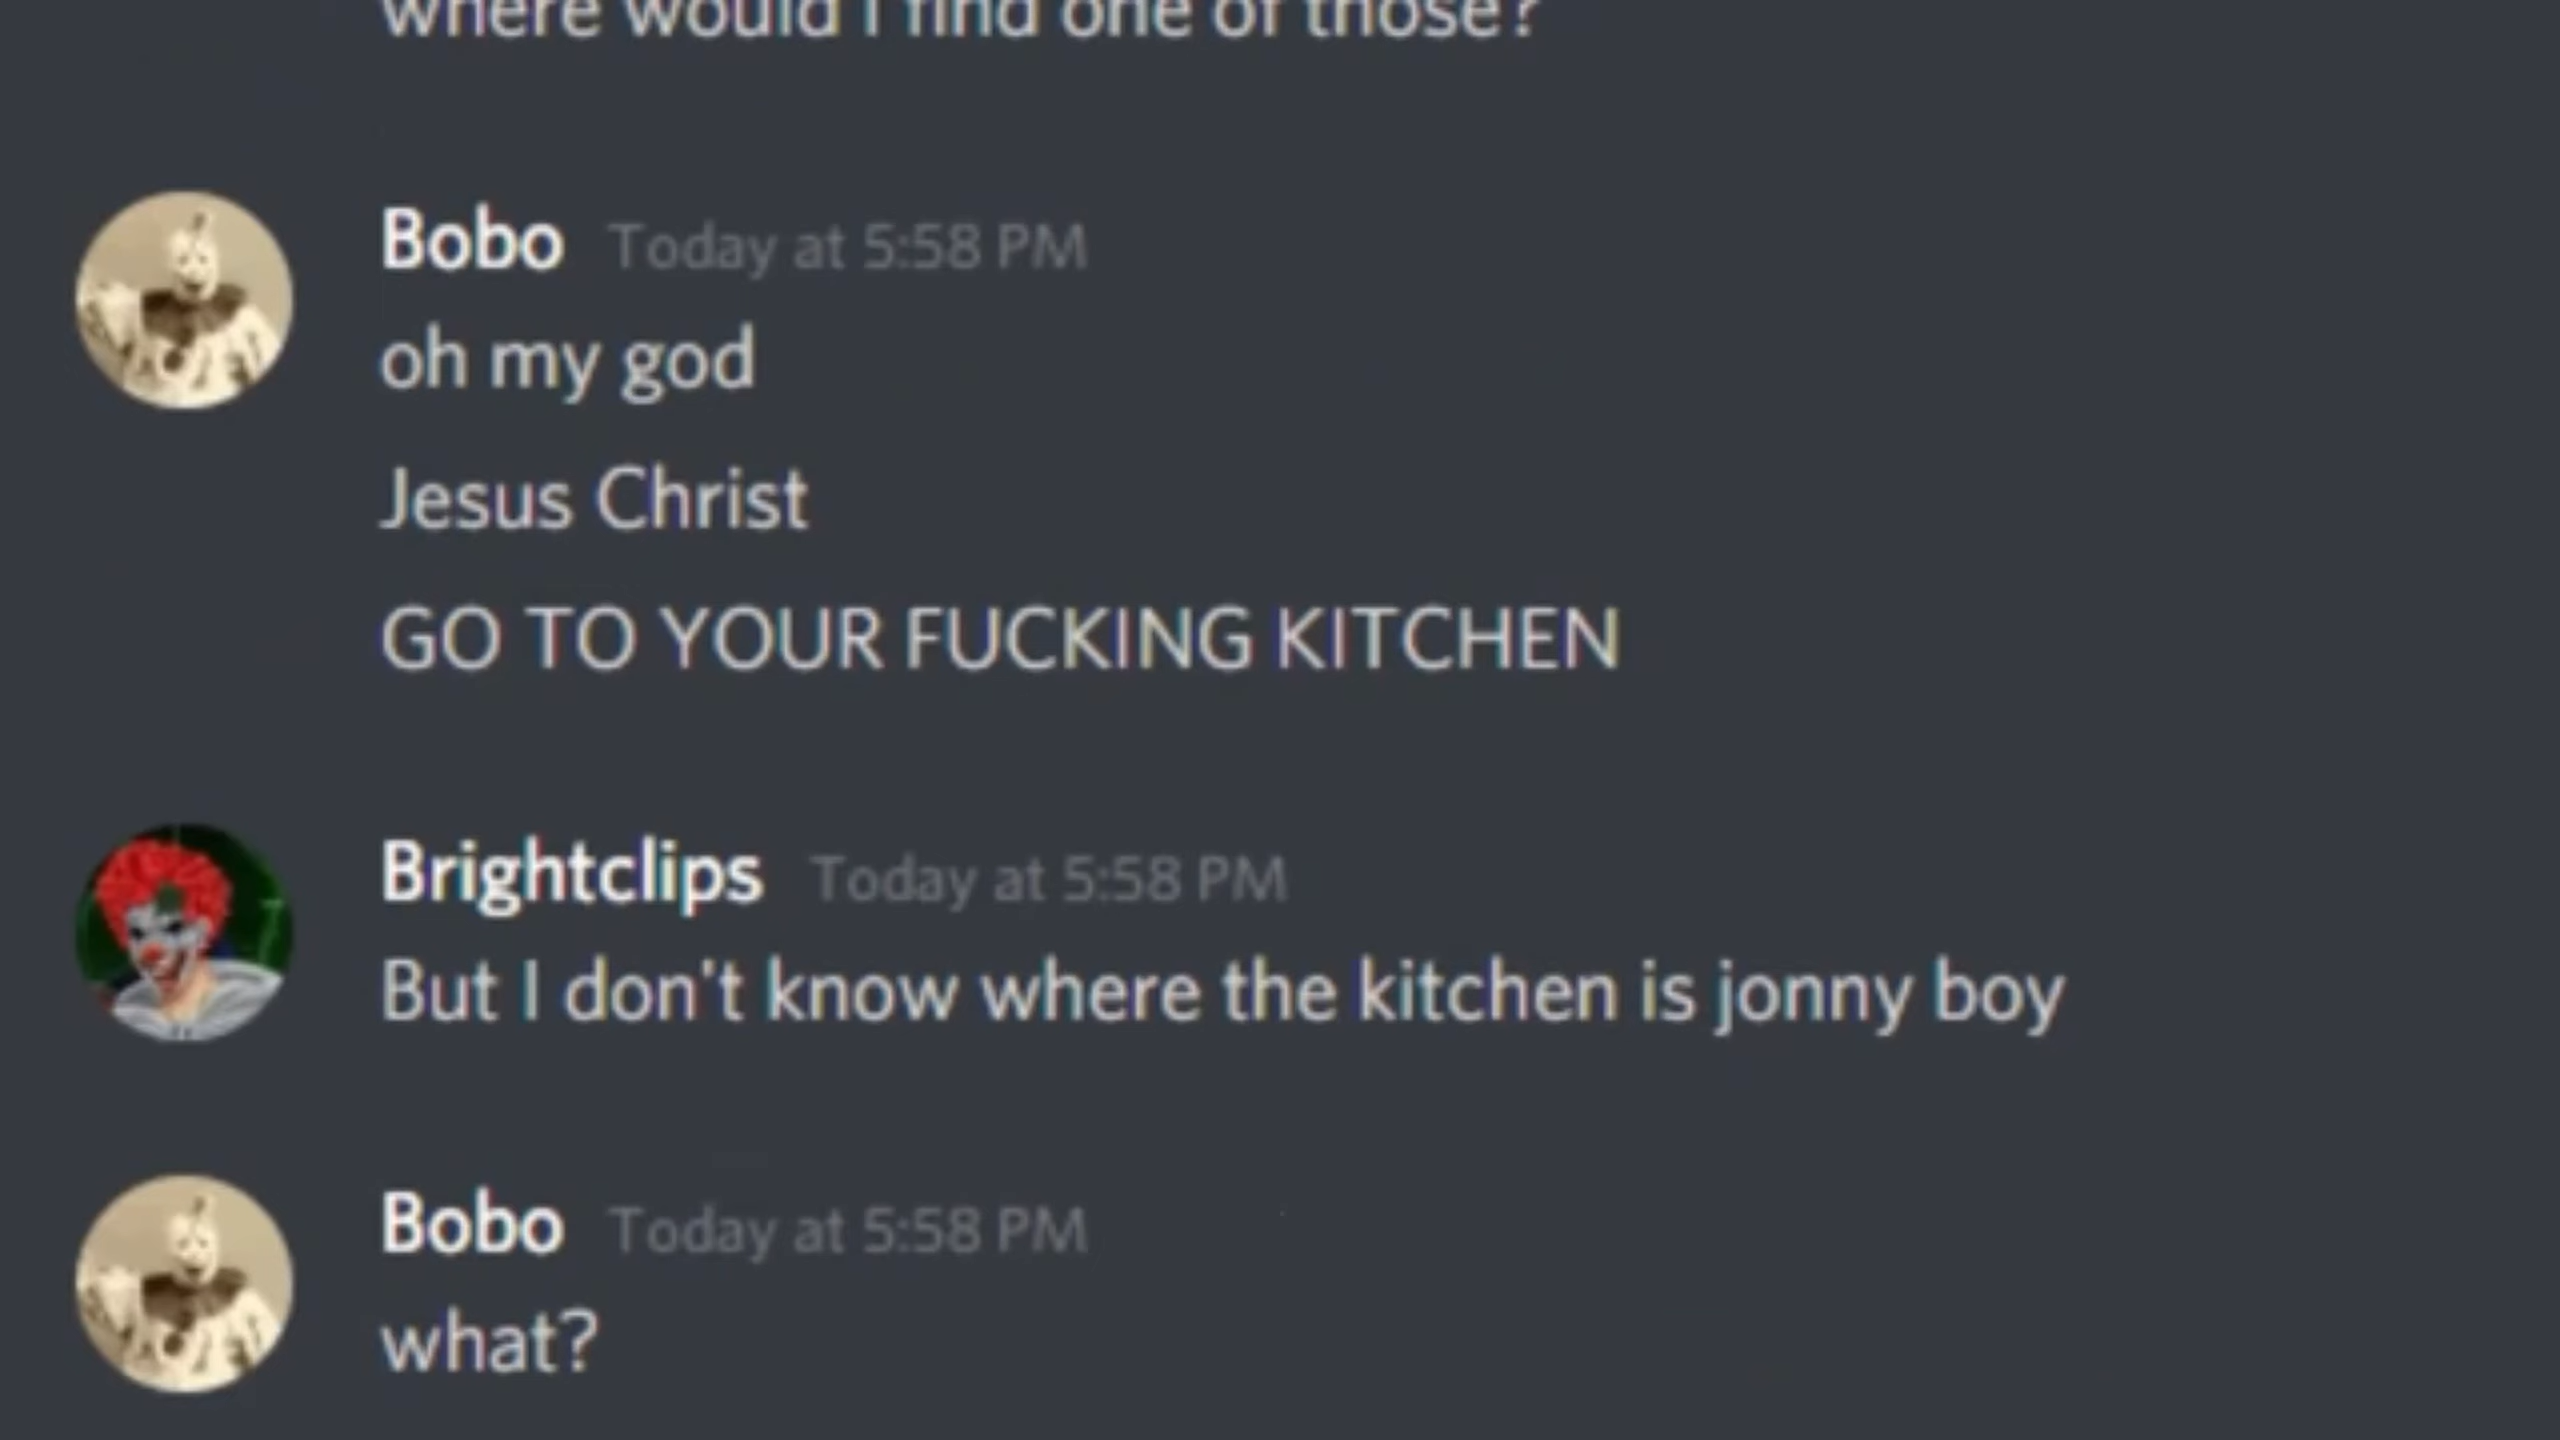 where would I find one of those?
Bobo Today at 5:58 PM
oh my god
Jesus Christ
GO TO YOUR FUCKING KITCHEN
Brightclips Today at 5:58 PM
But I don't know where the kitchen is jonny boy
Bobo Today at 5:58 PM
what?